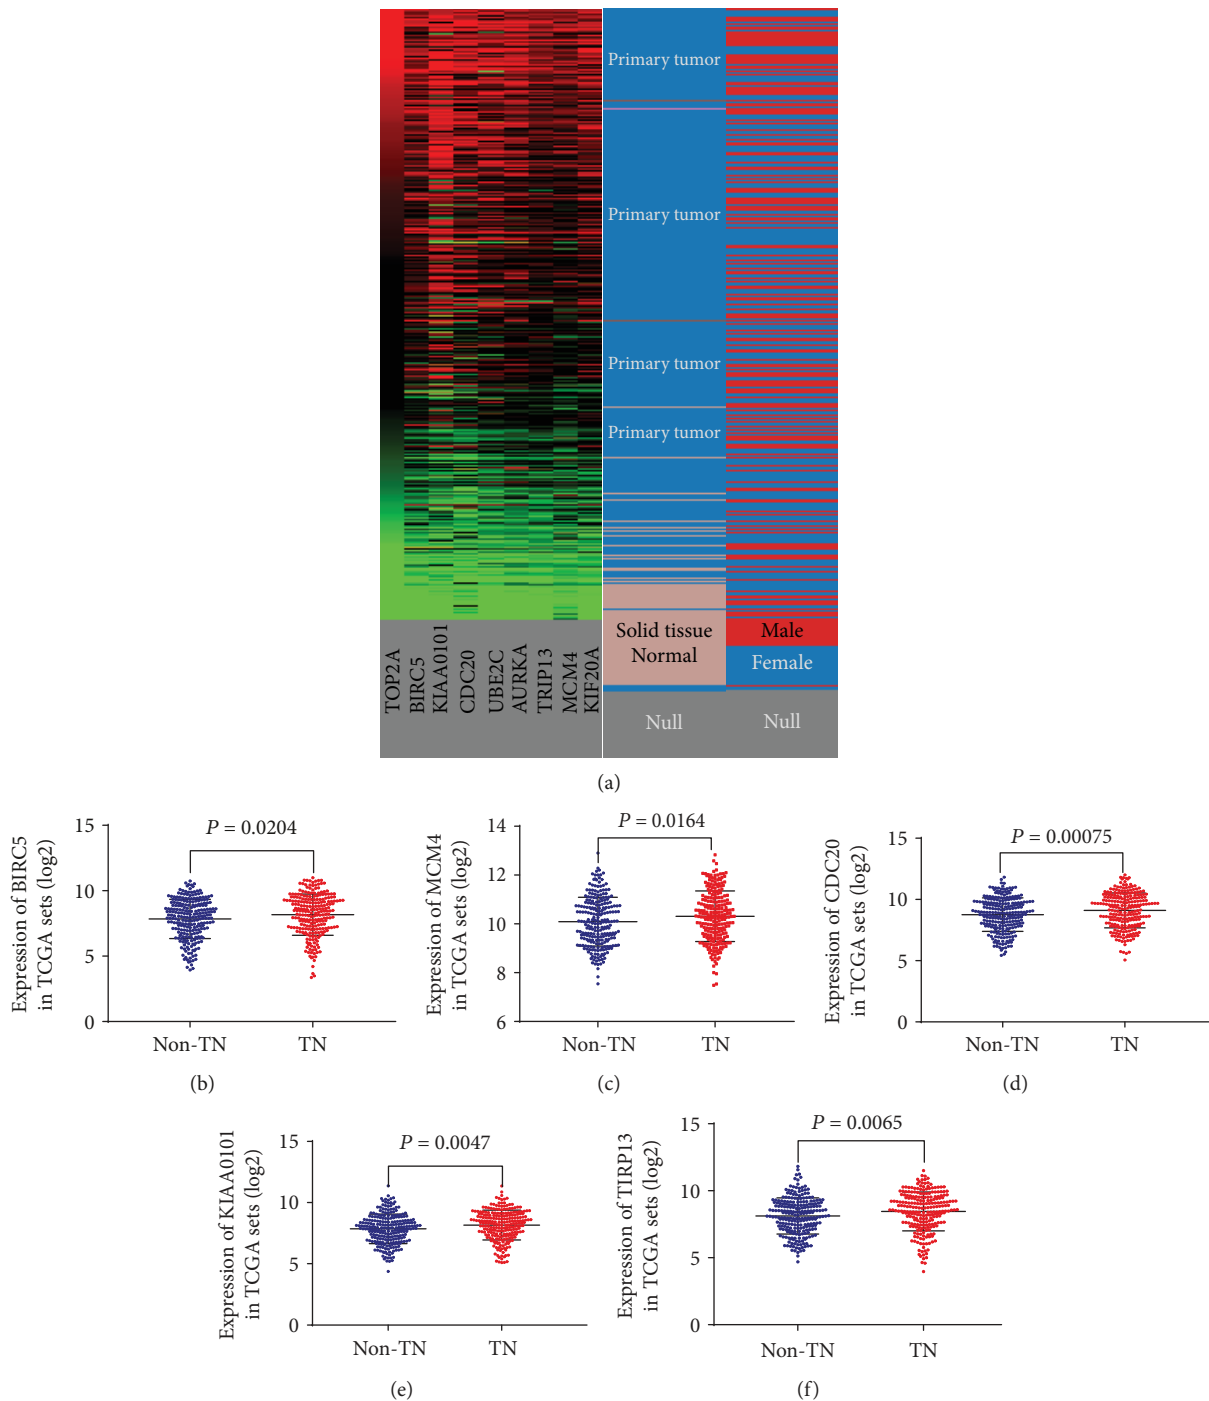 Primary tumor
Primary tumor
Primary tumor
Primary tumor
Solid tissue
Normal
Null
Male
Female
Null
TOP2A
BIRC5
KIAA0101
CDC20
UBE2C
AURKA
TRIP13
MCM4
KIF20A
(a)
Expression of BIRC5
in TCGA sets (log2)
15
10
5
0
P = 0.0204
Non-TN TN
(b)
Expression of MCM4
in TCGA sets (log2)
14
12
10
8
6
P = 0.0164
Non-TN TN
(c)
Expression of CDC20
in TCGA sets (log2)
15
10
5
0
P = 0.00075
Non-TN TN
(d)
Expression of KIAA0101
in TCGA sets (log2)
15
10
5
0
P = 0.0047
Non-TN TN
(e)
Expression of TIRP13
in TCGA sets (log2)
15
10
5
0
P = 0.0065
Non-TN TN
(f)